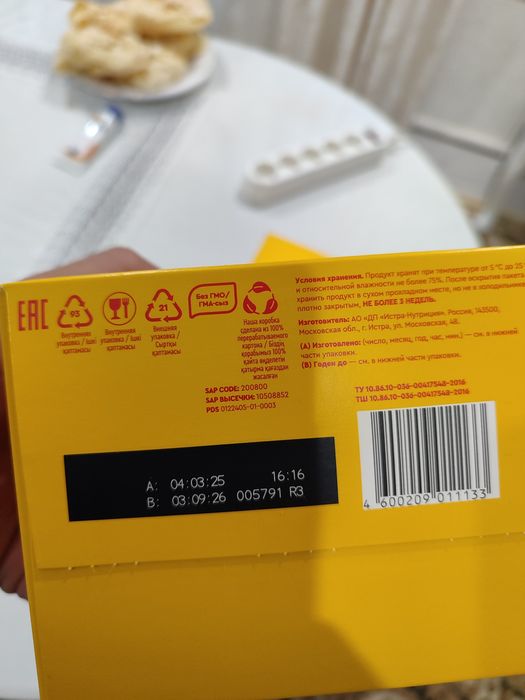 Условия хранения. Продукт хранят при температуре от 5 °С до 25
и относительной влажности не более 75%. После вскрытия пакета
хранить продукт в сухом прохладном месте, но не в холодильнике
плотно закрытым, НЕ БОЛЕЕ 3 НЕДЕЛЬ.
Изготовитель: АО «ДП «Истра-Нутриция», Россия, 143500,
Московская обл., г. Истра, ул. Московская, 48.
(А) Изготовлено: (число, месяц, год, час, мин.) — см. в нижней
части упаковки.
(В) Годен до — см. в нижней части упаковки.
ТУ 10.86.10-036-00417548-2016
ТШ 10.86.10-036-00417548-2016
EAC
93
Внутренняя
упаковка / Ішкі
қаптамасы
Внутренняя
упаковка / Ішкі
қаптамасы
21
Внешняя
упаковка /
Сыртқы
қаптамасы
Без ГМО/
ГМА-сыз
Наша коробка
сделана из 100%
перерабатываемого
картона / Біздің
қорабымыз 100%
қайта өңделетін
қатырма қағаздан
жасалған
SAP CODE: 200800
SAP ВЫСЕЧКИ: 10508852
PDS 0122405-01-0003
A: 04:03:25 16:16
B: 03:09:26 005791 R3
4 600209 011133